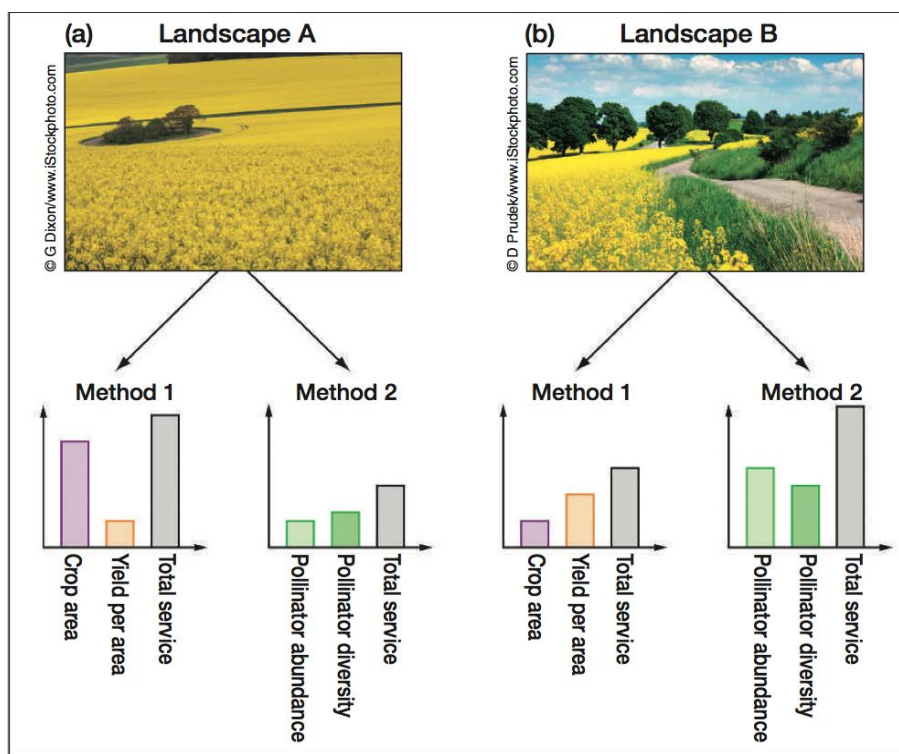 (a) Landscape A
© G Dixon/www.iStockphoto.com
(b) Landscape B
© D Prudek/www.iStockphoto.com
Method 1
Crop area
Yield per area
Total service
Method 2
Pollinator abundance
Pollinator diversity
Total service
Method 1
Crop area
Yield per area
Total service
Method 2
Pollinator abundance
Pollinator diversity
Total service